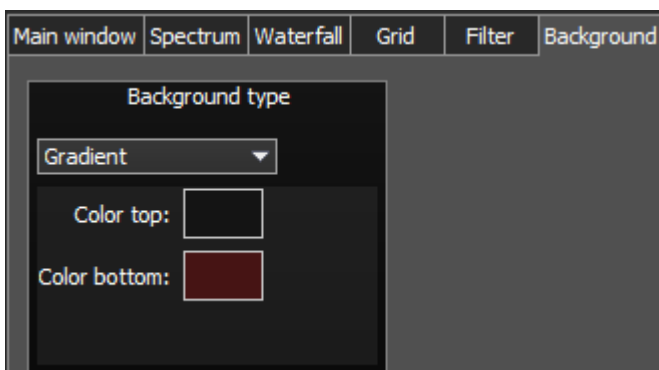 Main window Spectrum Waterfall Grid Filter Background
Background type
Gradient
Color top:
Color bottom: